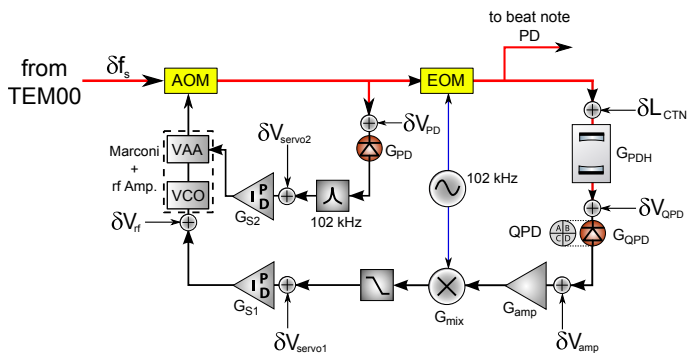 to beat note
PD
from
TEM00
δfs
AOM
EOM
δVPD
GPD
δLCTN
GPDH
Marconi
+
rf Amp.
VAA
VCO
δVservo2
P
I
D
GS2
102 kHz
102 kHz
δVrf
QPD
A B
C D
δVQPD
GQPD
P
I
D
GS1
δVservo1
Gmix
Gamp
δVamp